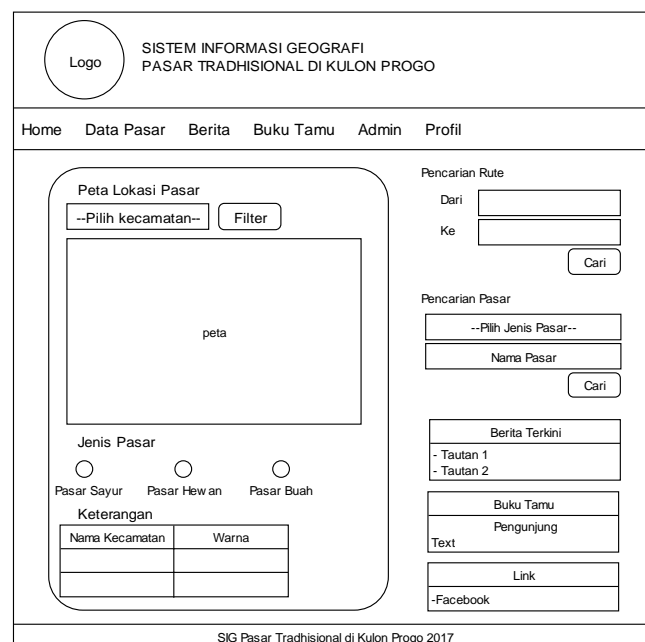 Logo
SISTEM INFORMASI GEOGRAFI
PASAR TRADHISIONAL DI KULON PROGO
Home Data Pasar Berita Buku Tamu Admin Profil
Peta Lokasi Pasar
--Pilih kecamatan-- Filter
peta
Jenis Pasar
Pasar Sayur Pasar Hewan Pasar Buah
Keterangan
Nama Kecamatan Warna
Pencarian Rute
Dari
Ke
Cari
Pencarian Pasar
--Pilih Jenis Pasar--
Nama Pasar
Cari
Berita Terkini
- Tautan 1
- Tautan 2
Buku Tamu
Pengunjung
Text
Link
-Facebook
SIG Pasar Tradhisional di Kulon Progo 2017